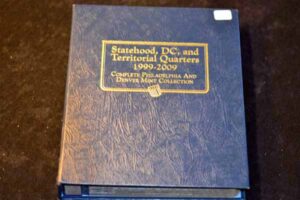 Statehood, DC, and
Territorial Quarters
1999-2009
Complete Philadelphia And
Denver Mint Collection